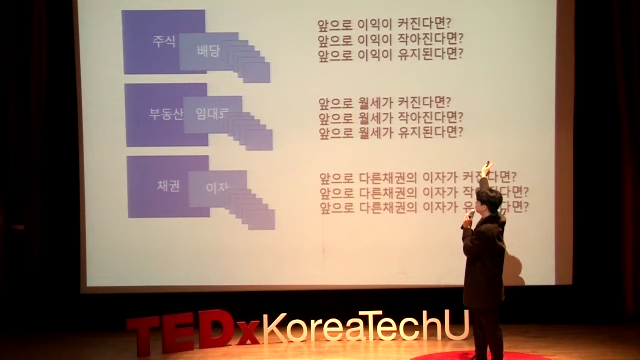 주식
배당
앞으로 이익이 커진다면?
앞으로 이익이 작아진다면?
앞으로 이익이 유지된다면?
부동산
임대료
앞으로 월세가 커진다면?
앞으로 월세가 작아진다면?
앞으로 월세가 유지된다면?
채권
이자
앞으로 다른채권의 이자가 커진다면?
앞으로 다른채권의 이자가 작 다면?
앞으로 다른채권의 이자가 유 된다면?
TEDxKoreaTechU